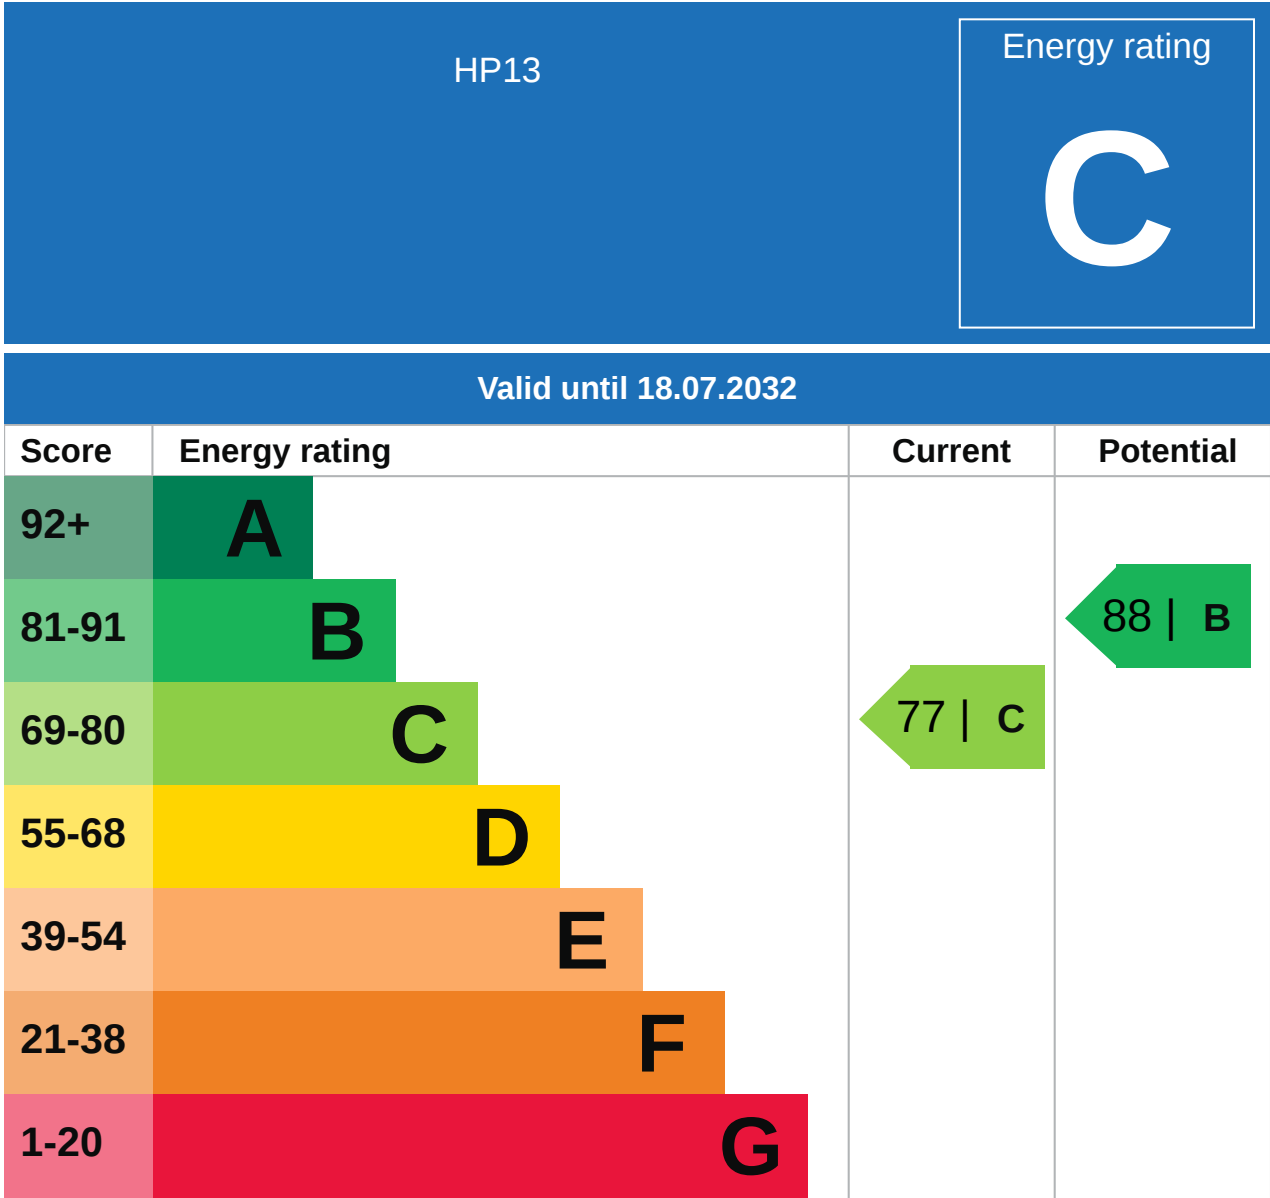 HP13
Energy rating
C
Valid until 18.07.2032
Score Energy rating Current Potential
92+ A
81-91 B 88 | B
69-80 C 77 | C
55-68 D
39-54 E
21-38 F
1-20 G